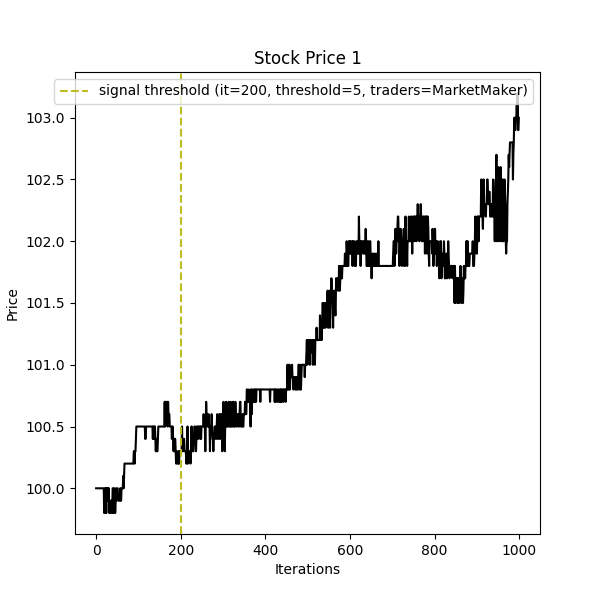 Stock Price 1
signal threshold (it=200, threshold=5, traders=MarketMaker)
103.0
102.5
102.0
101.5
101.0
100.5
100.0
Price
0 200 400 600 800 1000
Iterations